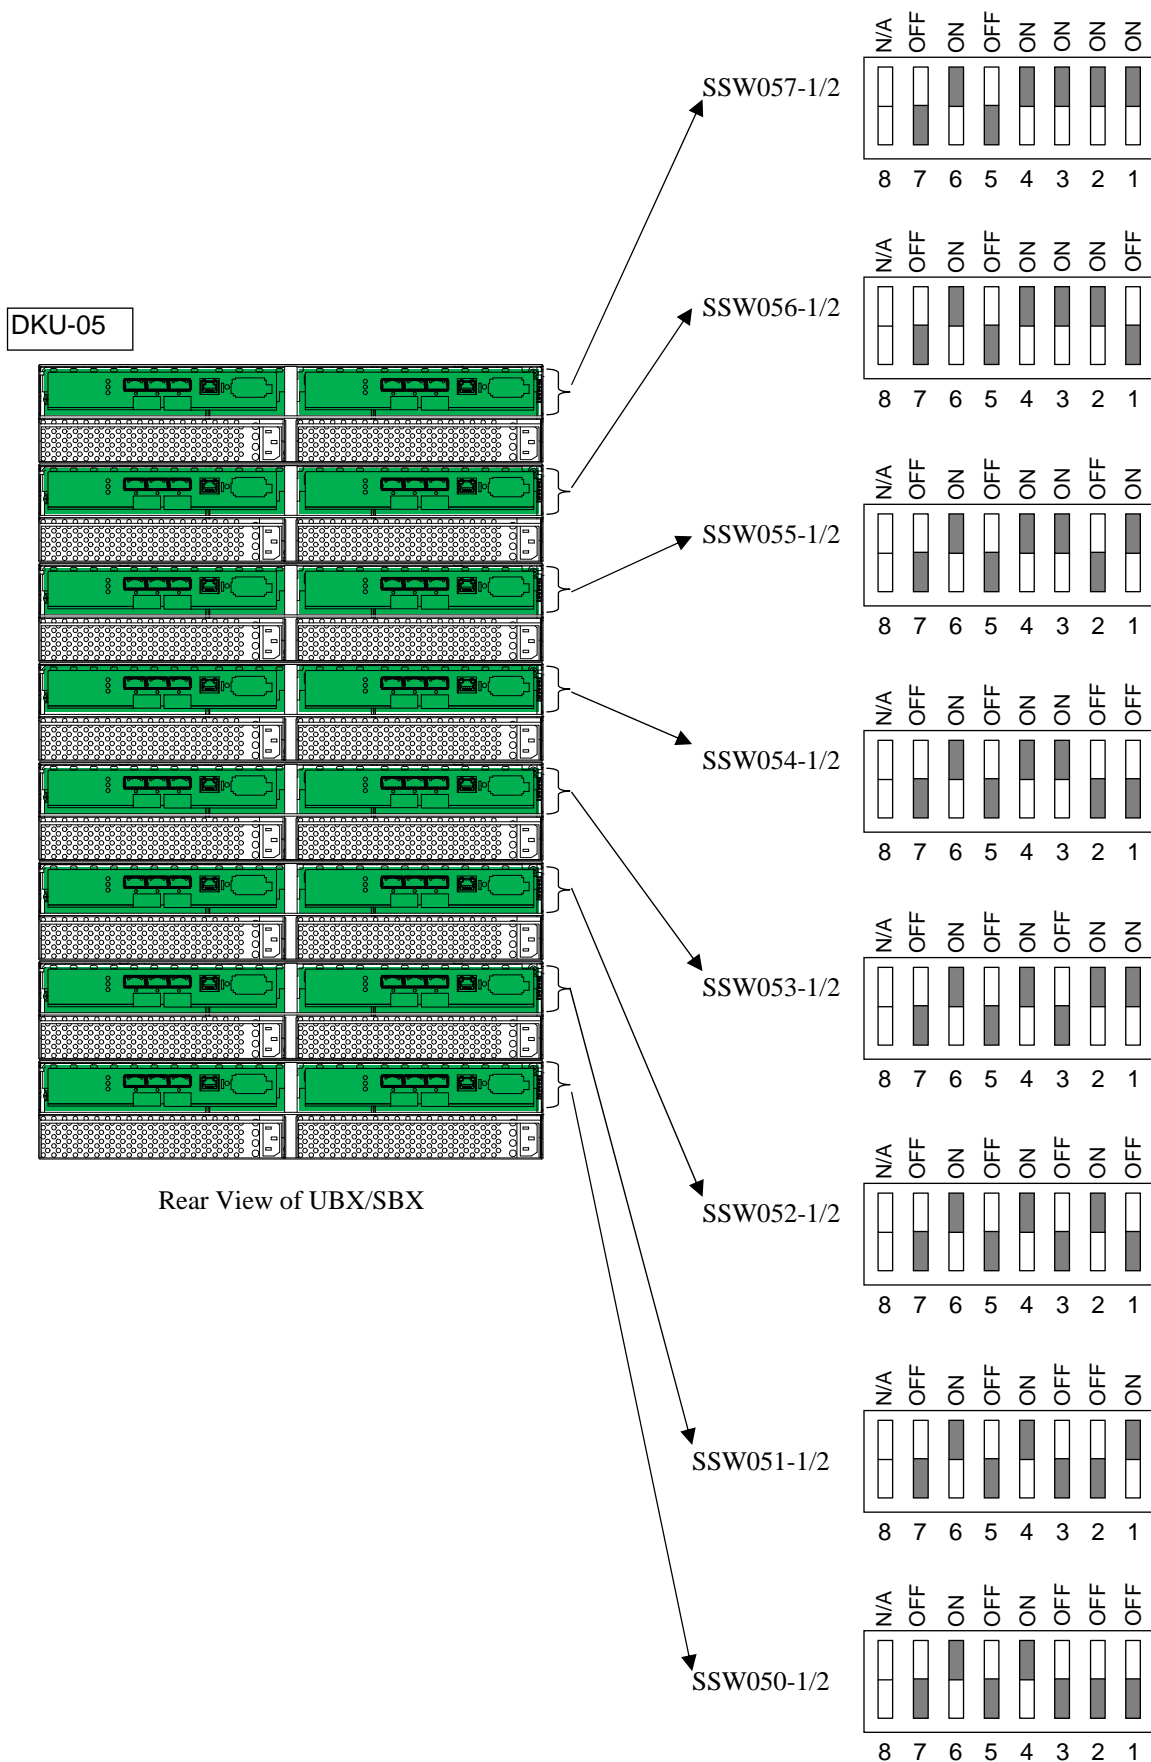 N/A OFF ON OFF ON ON ON ON
SSW057-1/2
8 7 6 5 4 3 2 1
N/A OFF ON OFF ON ON ON OFF
SSW056-1/2
DKU-05
8 7 6 5 4 3 2 1
N/A OFF ON OFF ON ON OFF ON
SSW055-1/2
8 7 6 5 4 3 2 1
N/A OFF ON OFF ON ON OFF OFF
SSW054-1/2
8 7 6 5 4 3 2 1
N/A OFF ON OFF ON OFF ON ON
SSW053-1/2
8 7 6 5 4 3 2 1
N/A OFF ON OFF ON OFF ON OFF
Rear View of UBX/SBX
SSW052-1/2
8 7 6 5 4 3 2 1
N/A OFF ON OFF ON OFF OFF ON
SSW051-1/2
8 7 6 5 4 3 2 1
N/A OFF ON OFF ON OFF OFF OFF
SSW050-1/2
8 7 6 5 4 3 2 1